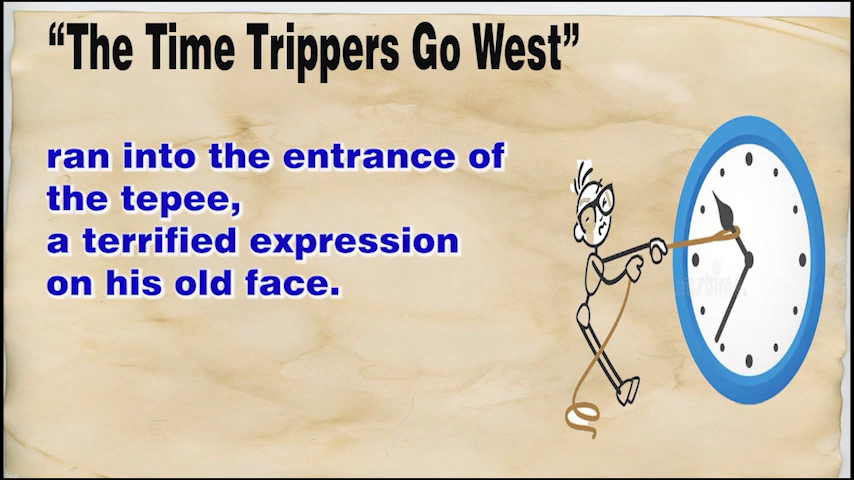 “The Time Trippers Go West”
ran into the entrance of
the tepee,
a terrified expression
on his old face.